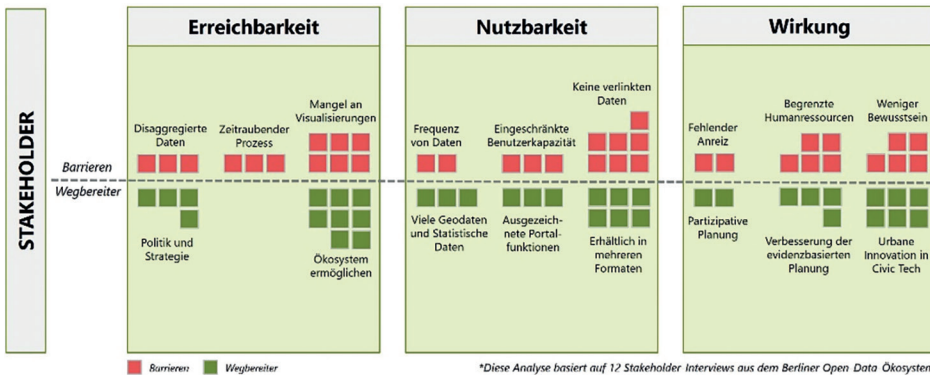 Erreichbarkeit
Nutzbarkeit
Wirkung
STAKEHOLDER
Barrieren
Wegbereiter
Disaggregierte
Daten
Zeitraubender
Prozess
Mangel an
Visualisierungen
Politik und
Strategie
Ökosystem
ermöglichen
Frequenz
von Daten
Eingeschränkte
Benutzerkapazität
Keine verlinkten
Daten
Viele Geodaten
und Statistische
Daten
Ausgezeich-
nete Portal-
funktionen
Erhältlich in
mehreren
Formaten
Fehlender
Anreiz
Begrenzte
Humanressourcen
Weniger
Bewusstsein
Partizipative
Planung
Verbesserung der
evidenzbasierten
Planung
Urbane
Innovation in
Civic Tech
Barrieren
Wegbereiter
*Diese Analyse basiert auf 12 Stakeholder Interviews aus dem Berliner Open Data Ökosystem